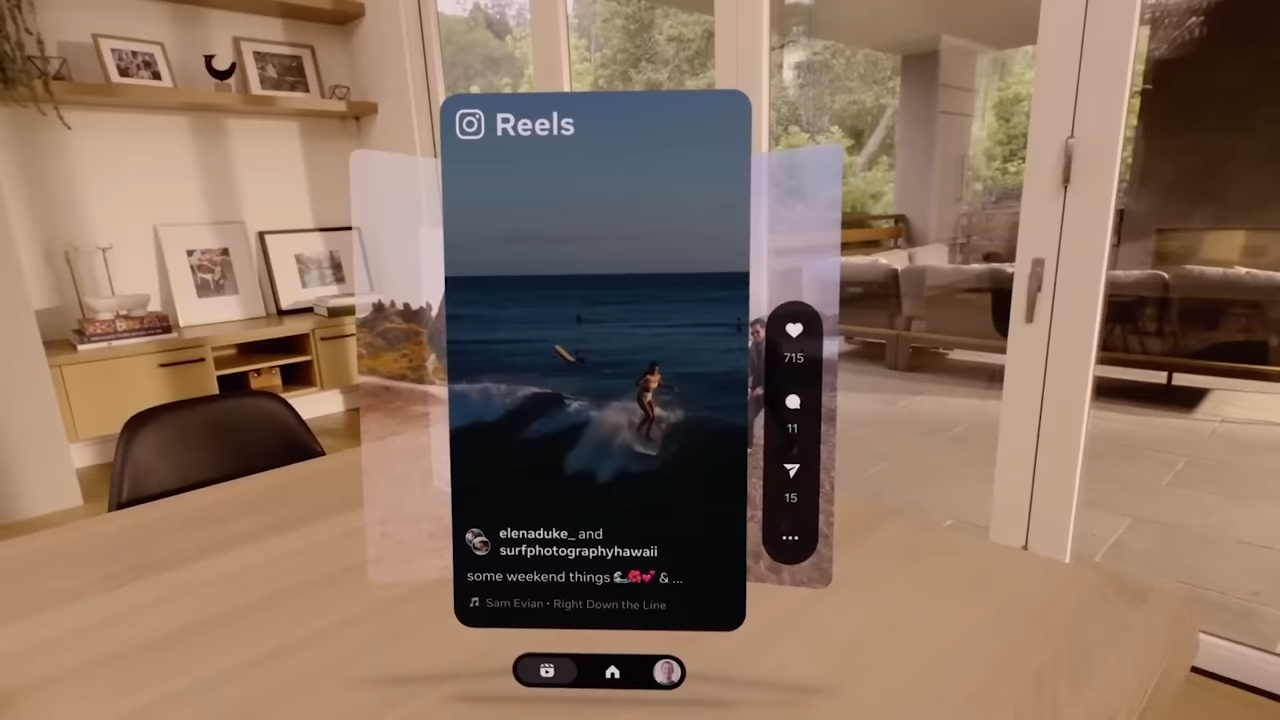 Reels
715
11
15
elenaduke_ and
surfphotographyhawaii
some weekend things 🌊🌺💕 & ...
Sam Evian • Right Down the Line